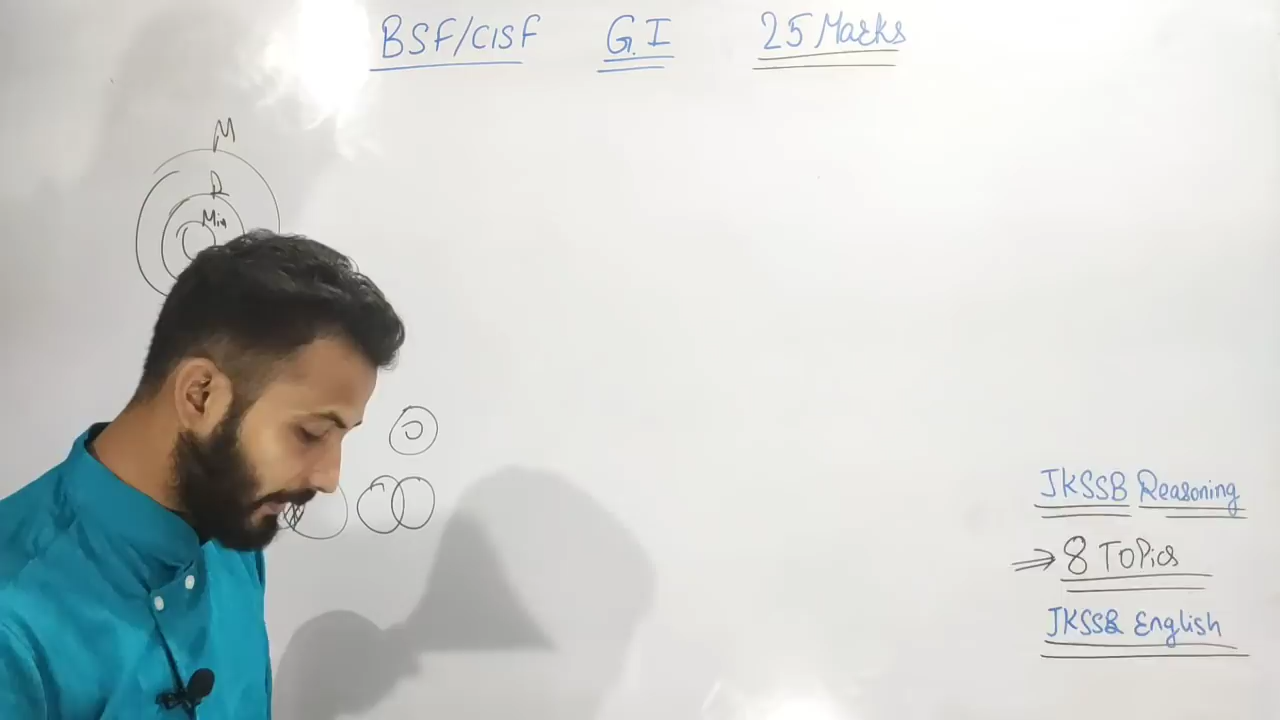 BSF/CISF G.I 25 Marks
M
R
Min
JKSSB Reasoning
⇒ 8 Topics
JKSSB English